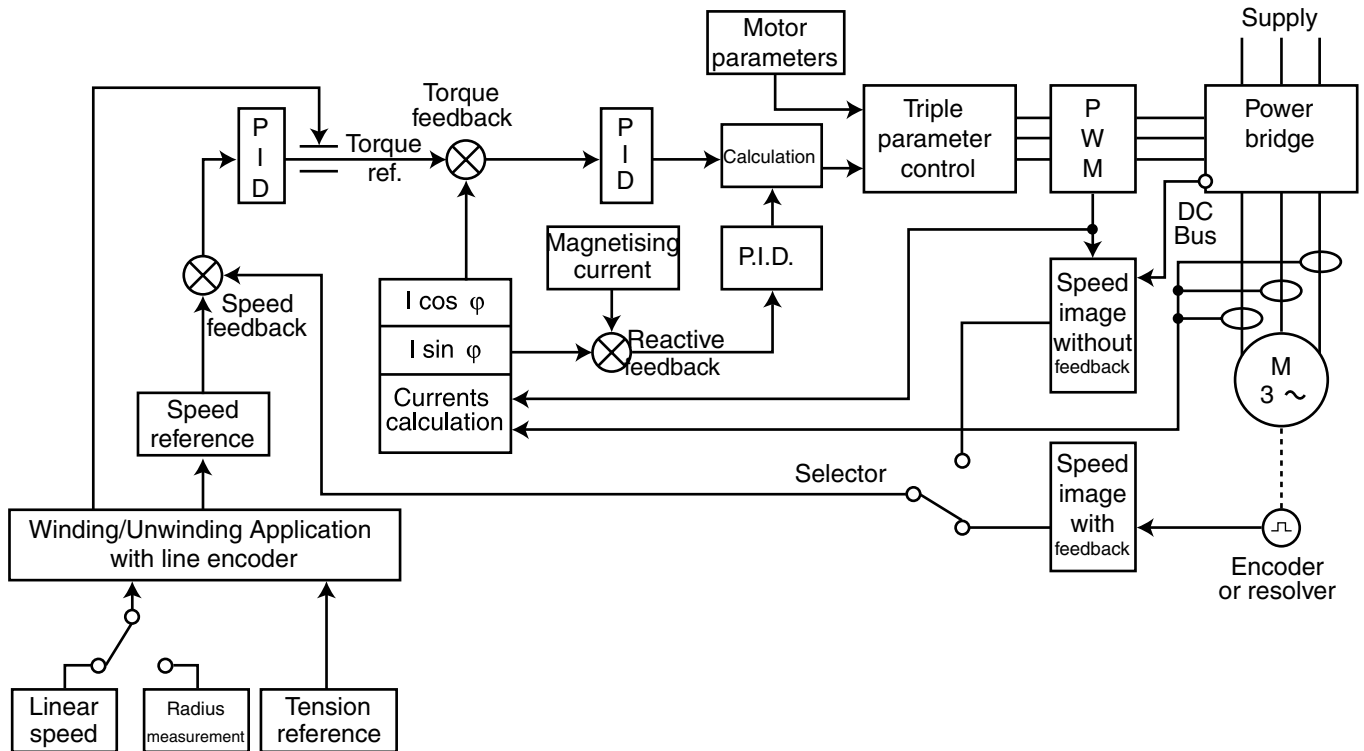 Supply
Motor
parameters
Torque
feedback
P
I
D
Torque
ref.
P
I
D
Calculation
Triple
parameter
control
P
W
M
Power
bridge
DC
Bus
Magnetising
current
P.I.D.
Speed
feedback
I cos φ
I sin φ
Currents
calculation
Reactive
feedback
Speed
image
without
feedback
M
3 ~
Speed
reference
Selector
Speed
image
with
feedback
Winding/Unwinding Application
with line encoder
Encoder
or resolver
Linear
speed
Radius
measurement
Tension
reference